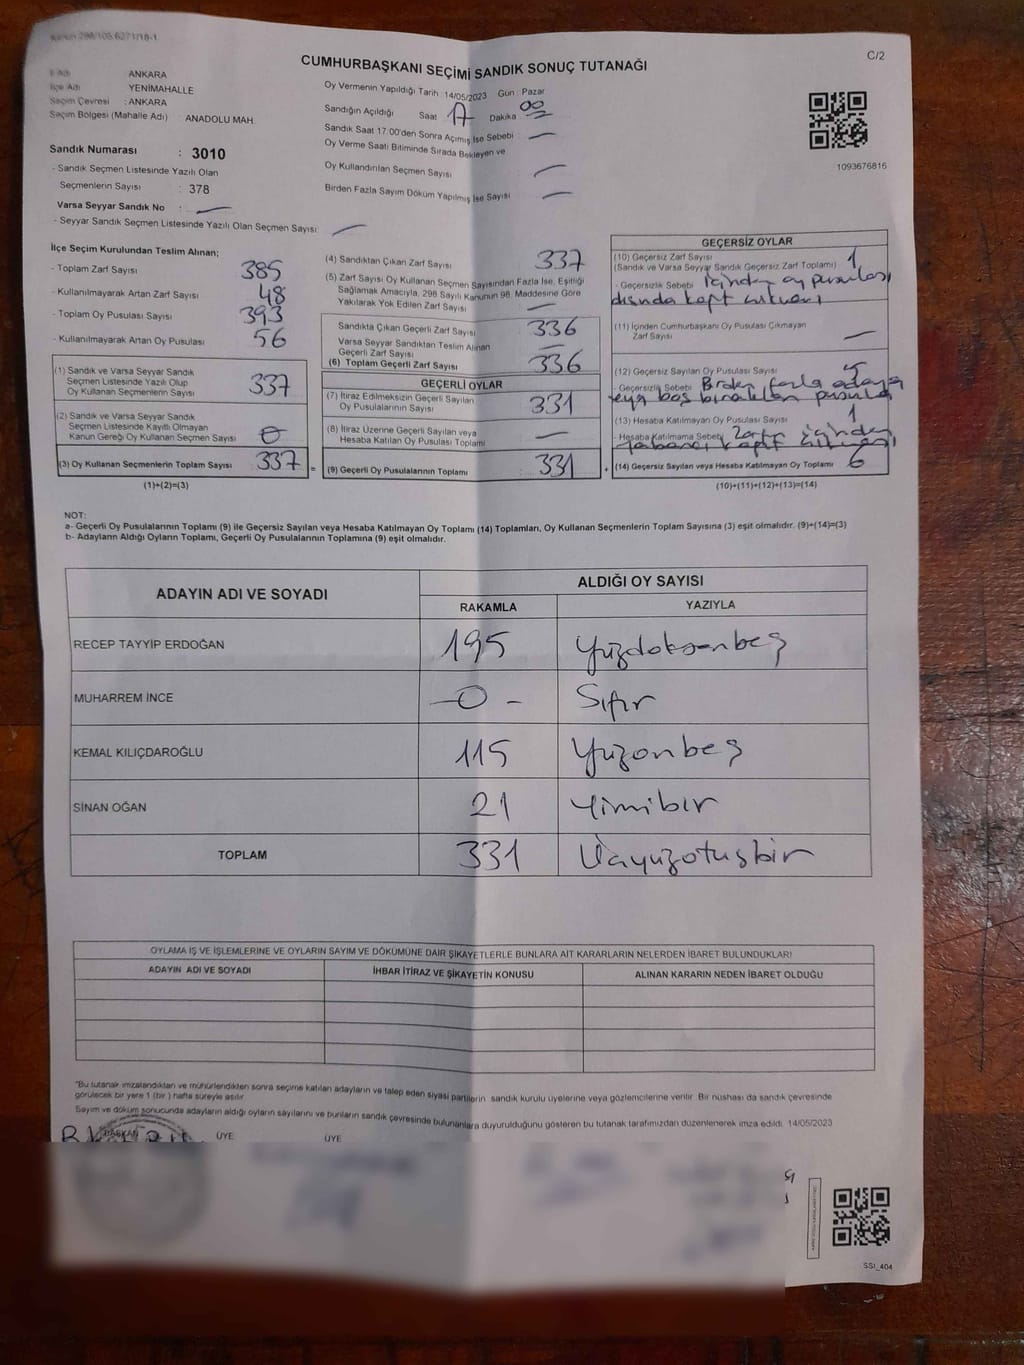 Kanun 298/105,6271/18-1
C/2
CUMHURBAŞKANI SEÇİMİ SANDIK SONUÇ TUTANAĞI
İl Adı ANKARA
İlçe Adı YENİMAHALLE
Seçim Çevresi : ANKARA
Seçim Bölgesi (Mahalle Adı) : ANADOLU MAH.
Sandık Numarası : 3010
- Sandık Seçmen Listesinde Yazılı Olan
Seçmenlerin Sayısı : 378
Varsa Seyyar Sandık No : —
- Seyyar Sandık Seçmen Listesinde Yazılı Olan Seçmen Sayısı: —
Oy Vermenin Yapıldığı Tarih : 14/05/2023 Gün : Pazar
Sandığın Açıldığı Saat 17 Dakika 00
Sandık Saat 17:00'den Sonra Açılmış İse Sebebi —
Oy Verme Saati Bitiminde Sırada Bekleyen ve
Oy Kullandırılan Seçmen Sayısı —
Birden Fazla Sayım Döküm Yapılmış İse Sayısı —
1093676816
İlçe Seçim Kurulundan Teslim Alınan;
- Toplam Zarf Sayısı 385
- Kullanılmayarak Artan Zarf Sayısı 48
- Toplam Oy Pusulası Sayısı 393
- Kullanılmayarak Artan Oy Pusulası 56
(1) Sandık ve Varsa Seyyar Sandık
Seçmen Listesinde Yazılı Olup
Oy Kullanan Seçmenlerin Sayısı 337
(2) Sandık ve Varsa Seyyar Sandık
Seçmen Listesinde Kayıtlı Olmayan
Kanun Gereği Oy Kullanan Seçmen Sayısı 0
(3) Oy Kullanan Seçmenlerin Toplam Sayısı 337 =
(1)+(2)=(3)
(4) Sandıktan Çıkan Zarf Sayısı 337
(5) Zarf Sayısı Oy Kullanan Seçmen Sayısından Fazla İse, Eşitliği
Sağlamak Amacıyla, 298 Sayılı Kanunun 98. Maddesine Göre
Yakılarak Yok Edilen Zarf Sayısı —
Sandıkta Çıkan Geçerli Zarf Sayısı 336
Varsa Seyyar Sandıktan Teslim Alınan
Geçerli Zarf Sayısı —
(6) Toplam Geçerli Zarf Sayısı 336
GEÇERLİ OYLAR
(7) İtiraz Edilmeksizin Geçerli Sayılan
Oy Pusulalarının Sayısı 331
(8) İtiraz Üzerine Geçerli Sayılan veya
Hesaba Katılan Oy Pusulaları Toplamı —
(9) Geçerli Oy Pusulalarının Toplamı 331 +
GEÇERSİZ OYLAR
(10) Geçersiz Zarf Sayısı 1
(Sandık ve Varsa Seyyar Sandık Geçersiz Zarf Toplamı)
- Geçersizlik Sebebi içinden oy pusulası
dışında kağıt çıkması
(11) İçinden Cumhurbaşkanı Oy Pusulası Çıkmayan
Zarf Sayısı —
(12) Geçersiz Sayılan Oy Pusulası Sayısı 5
- Geçersizlik Sebebi Birden fazla adaya
veya boş bırakılan pusula
(13) Hesaba Katılmayan Oy Pusulası Sayısı 1
- Hesaba Katılmama Sebebi Zarfın içinden
yabancı kağıt çıkması
(14) Geçersiz Sayılan veya Hesaba Katılmayan Oy Toplamı 6
(10)+(11)+(12)+(13)=(14)
NOT:
a- Geçerli Oy Pusulalarının Toplamı (9) ile Geçersiz Sayılan veya Hesaba Katılmayan Oy Toplamı (14) Toplamları, Oy Kullanan Seçmenlerin Toplam Sayısına (3) eşit olmalıdır. (9)+(14)=(3)
b- Adayların Aldığı Oyların Toplamı, Geçerli Oy Pusulalarının Toplamına (9) eşit olmalıdır.
ADAYIN ADI VE SOYADI ALDIĞI OY SAYISI
RAKAMLA YAZIYLA
RECEP TAYYİP ERDOĞAN 195 Yüzdoksanbeş
MUHARREM İNCE — 0 - Sıfır
KEMAL KILIÇDAROĞLU 115 Yüzonbeş
SİNAN OĞAN 21 Yimibir
TOPLAM 331 Üçyüzotuzbir
OYLAMA İŞ VE İŞLEMLERİNE VE OYLARIN SAYIM VE DÖKÜMÜNE DAİR ŞİKAYETLERLE BUNLARA AİT KARARLARIN NELERDEN İBARET BULUNDUKLARI
ADAYIN ADI VE SOYADI İHBAR İTİRAZ VE ŞİKAYETİN KONUSU ALINAN KARARIN NEDEN İBARET OLDUĞU
"Bu tutanak imzalandıktan ve mühürlendikten sonra seçime katılan adayların ve talep eden siyasi partilerin sandık kurulu üyelerine veya gözlemcilerine verilir. Bir nüshası da sandık çevresinde
görülecek bir yere 1 (bir) hafta süreyle asılır
Sayım ve döküm sonucunda adayların aldığı oyların sayılarını ve bunların sandık çevresinde bulunanlara duyurulduğunu gösteren bu tutanak tarafımızdan düzenlenerek imza edildi. 14/05/2023
BAŞKAN ÜYE ÜYE
SSI_404